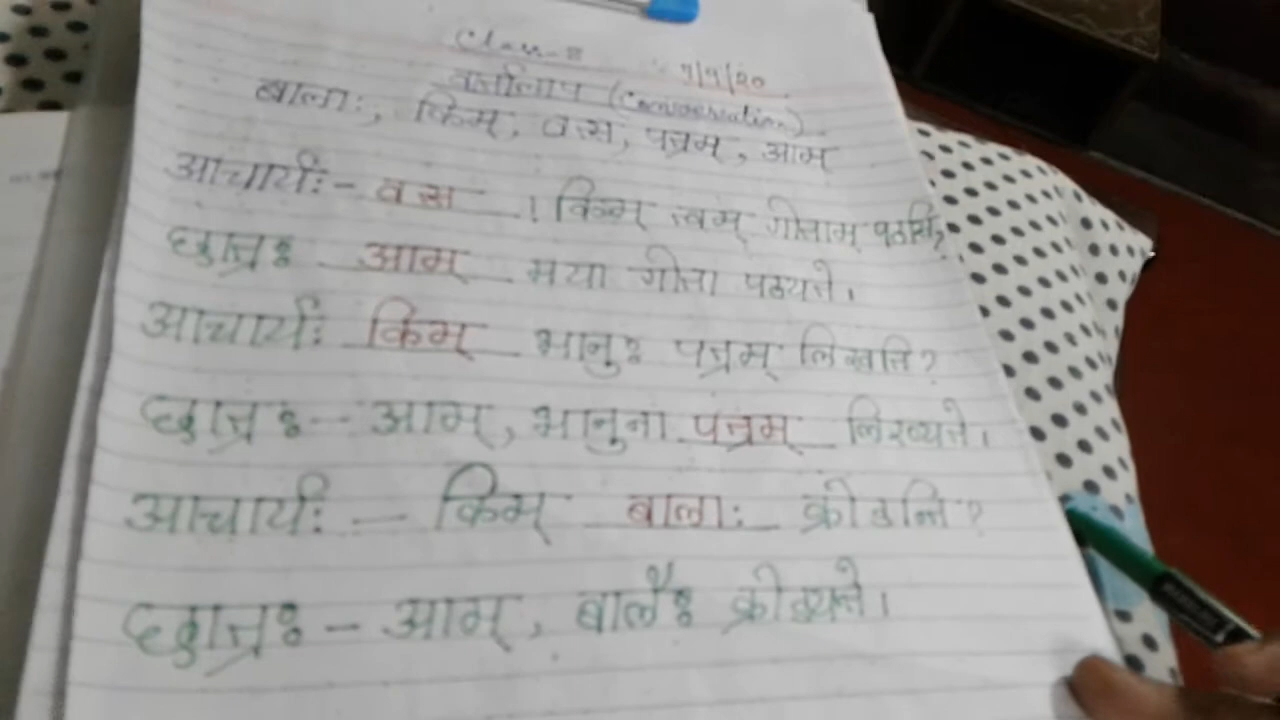 Class-8 9/9/20
वार्तालाप (Conversation)
बालाः, किम्, वत्स, पत्रम्, आम्
आचार्यः - वत्स ! किम् त्वम् गीताम् पठसि?
छात्रः आम् मया गीता पठ्यते।
आचार्यः किम् भानुः पत्रम् लिखति?
छात्रः - आम्, भानुना पत्रम् लिख्यते।
आचार्यः - किम् बालाः क्रीडन्ति?
छात्रः - आम्, बालैः क्रीड्यते।